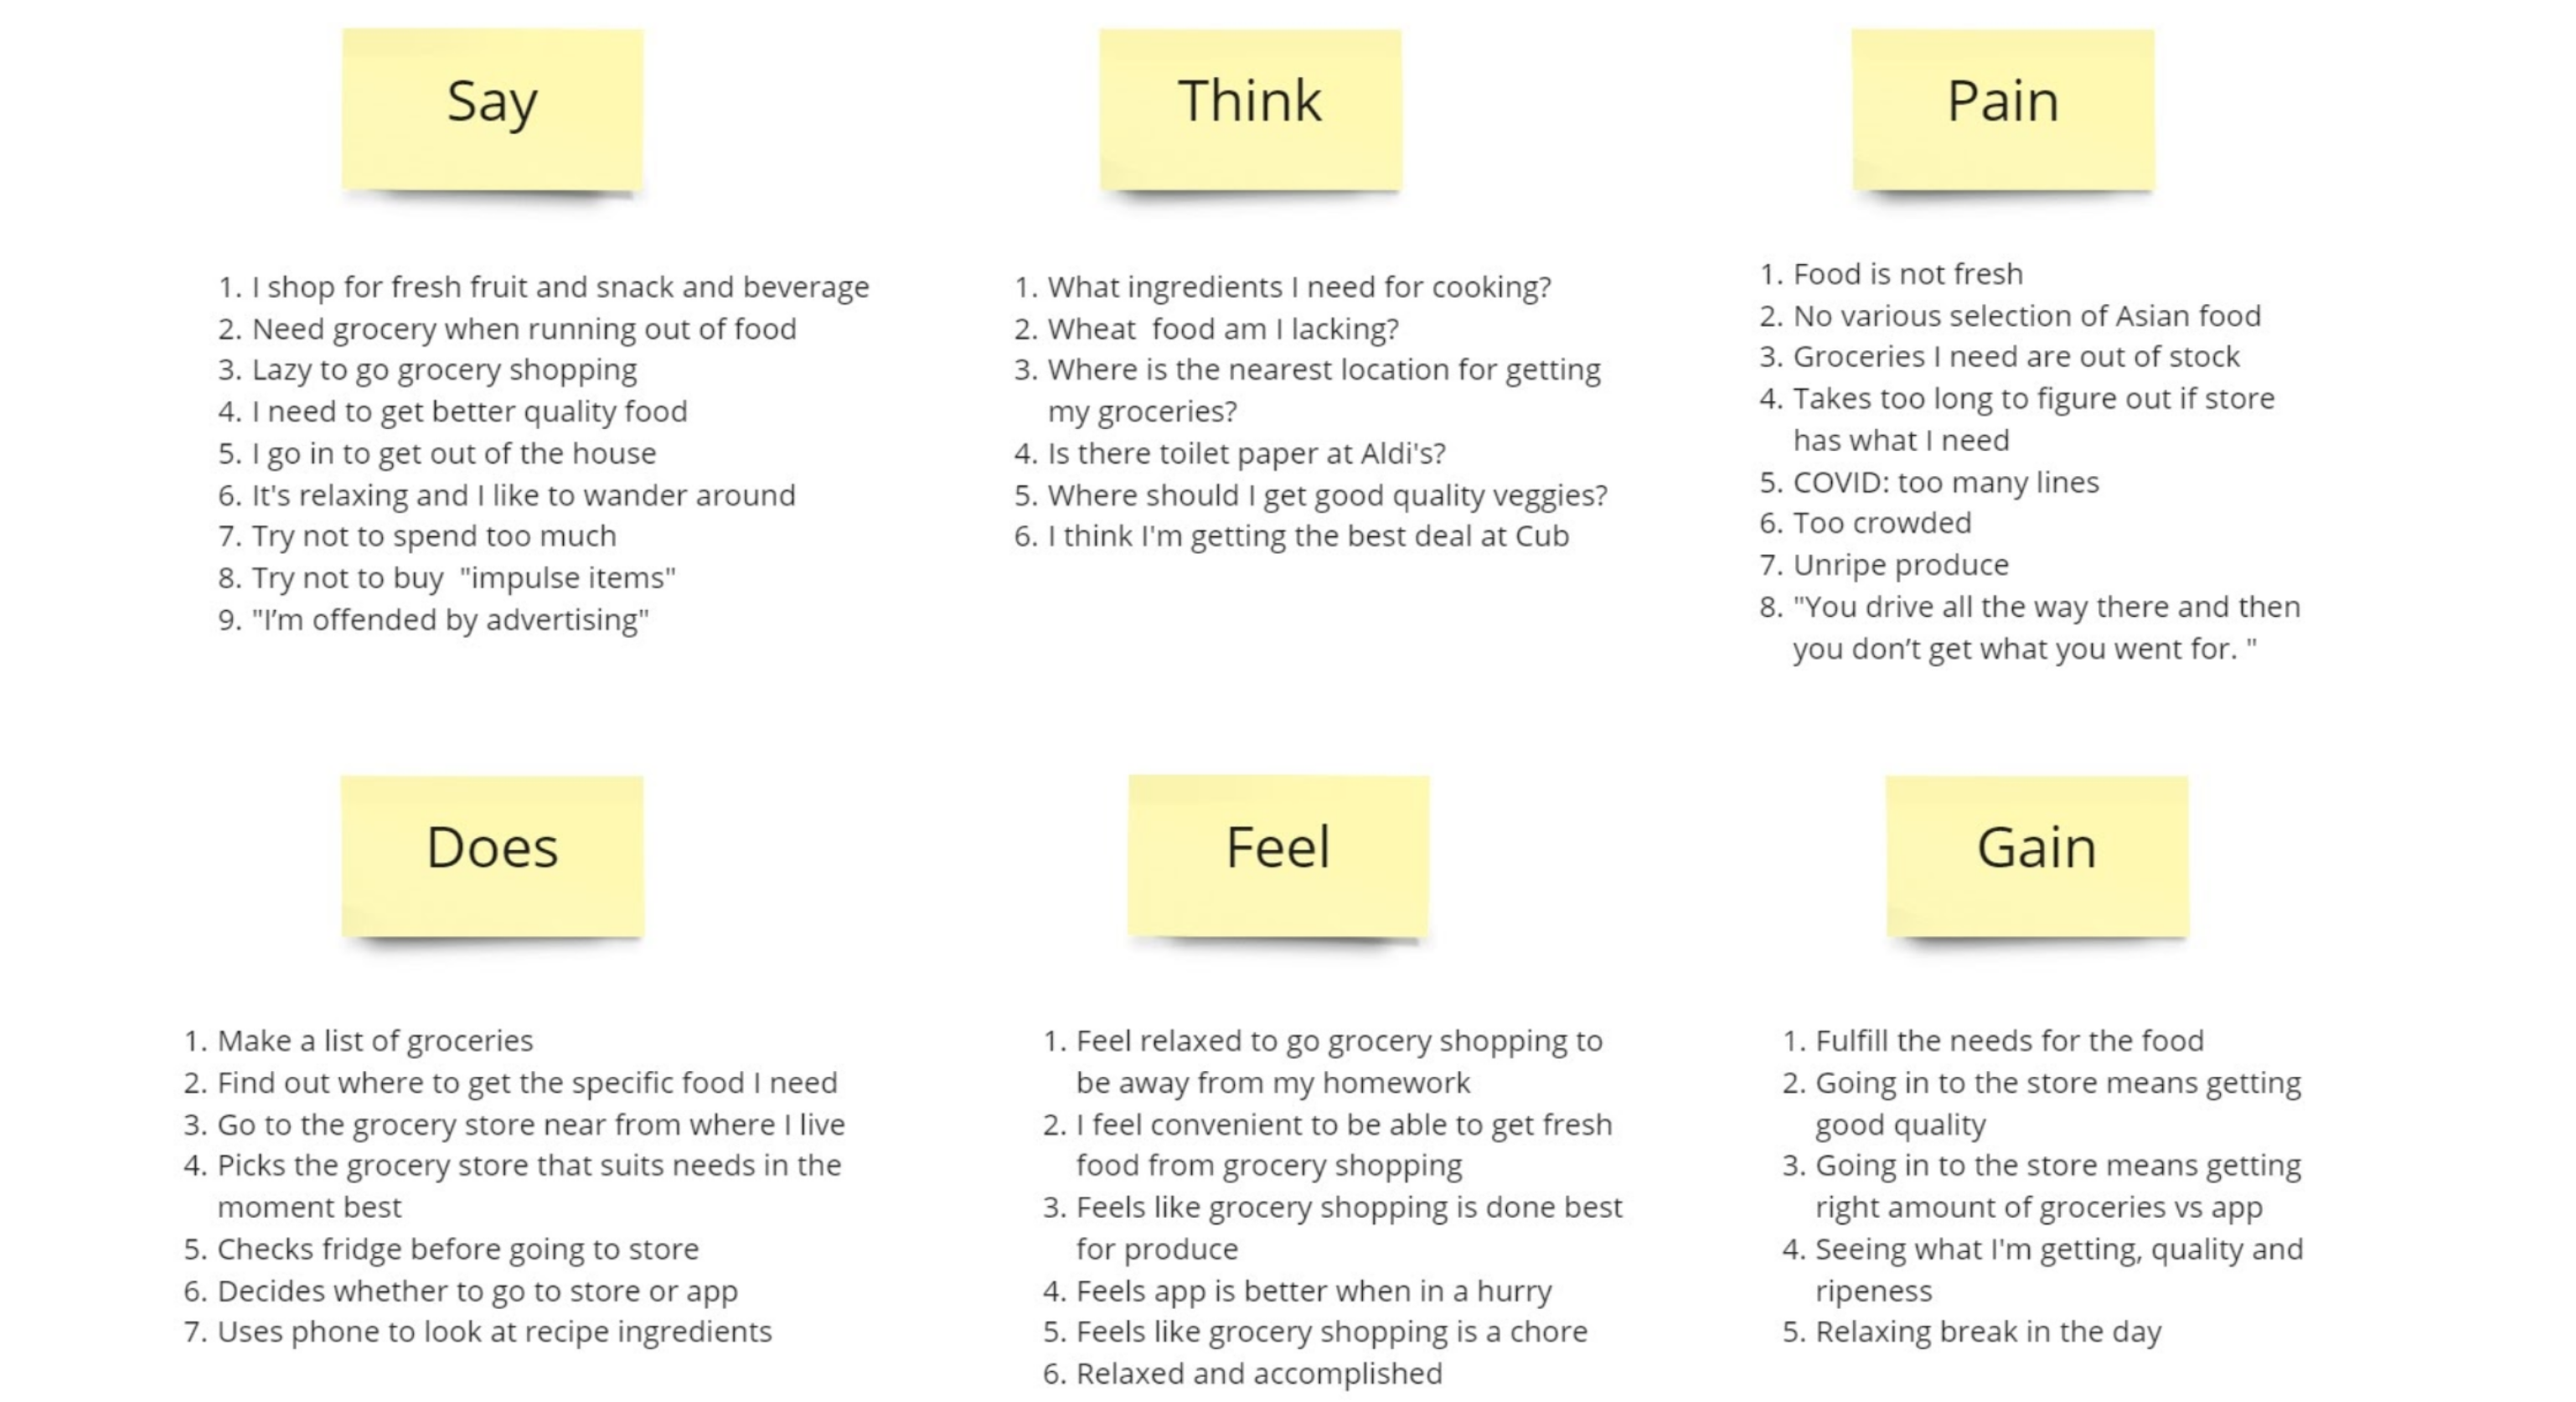 Say
1. I shop for fresh fruit and snack and beverage
2. Need grocery when running out of food
3. Lazy to go grocery shopping
4. I need to get better quality food
5. I go in to get out of the house
6. It's relaxing and I like to wander around
7. Try not to spend too much
8. Try not to buy  "impulse items"
9. "I’m offended by advertising"
Think
1. What ingredients I need for cooking?
2. Wheat  food am I lacking?
3. Where is the nearest location for getting
my groceries?
4. Is there toilet paper at Aldi's?
5. Where should I get good quality veggies?
6. I think I'm getting the best deal at Cub
Pain
1. Food is not fresh
2. No various selection of Asian food
3. Groceries I need are out of stock
4. Takes too long to figure out if store
has what I need
5. COVID: too many lines
6. Too crowded
7. Unripe produce
8. "You drive all the way there and then
you don’t get what you went for. "
Does
1. Make a list of groceries
2. Find out where to get the specific food I need
3. Go to the grocery store near from where I live
4. Picks the grocery store that suits needs in the
moment best
5. Checks fridge before going to store
6. Decides whether to go to store or app
7. Uses phone to look at recipe ingredients
Feel
1. Feel relaxed to go grocery shopping to
be away from my homework
2. I feel convenient to be able to get fresh
food from grocery shopping
3. Feels like grocery shopping is done best
for produce
4. Feels app is better when in a hurry
5. Feels like grocery shopping is a chore
6. Relaxed and accomplished
Gain
1. Fulfill the needs for the food
2. Going in to the store means getting
good quality
3. Going in to the store means getting
right amount of groceries vs app
4. Seeing what I'm getting, quality and
ripeness
5. Relaxing break in the day